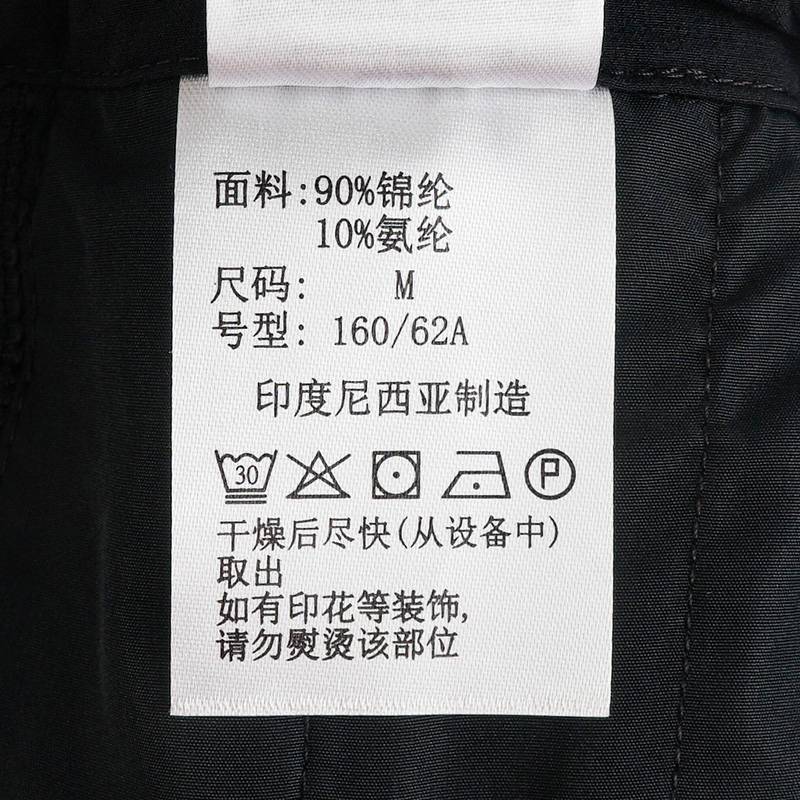 面料:90%锦纶
10%氨纶
尺码: M
号型: 160/62A
印度尼西亚制造
30 P
干燥后尽快(从设备中)
取出
如有印花等装饰,
请勿熨烫该部位